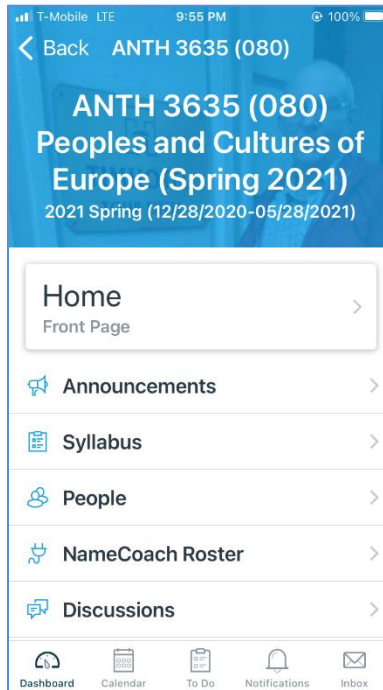 T-Mobile LTE 9:55 PM 100%
Back ANTH 3635 (080)
ANTH 3635 (080)
Peoples and Cultures of
Europe (Spring 2021)
2021 Spring (12/28/2020-05/28/2021)
Home
Front Page
Announcements
Syllabus
People
NameCoach Roster
Discussions
Dashboard Calendar To Do Notifications Inbox